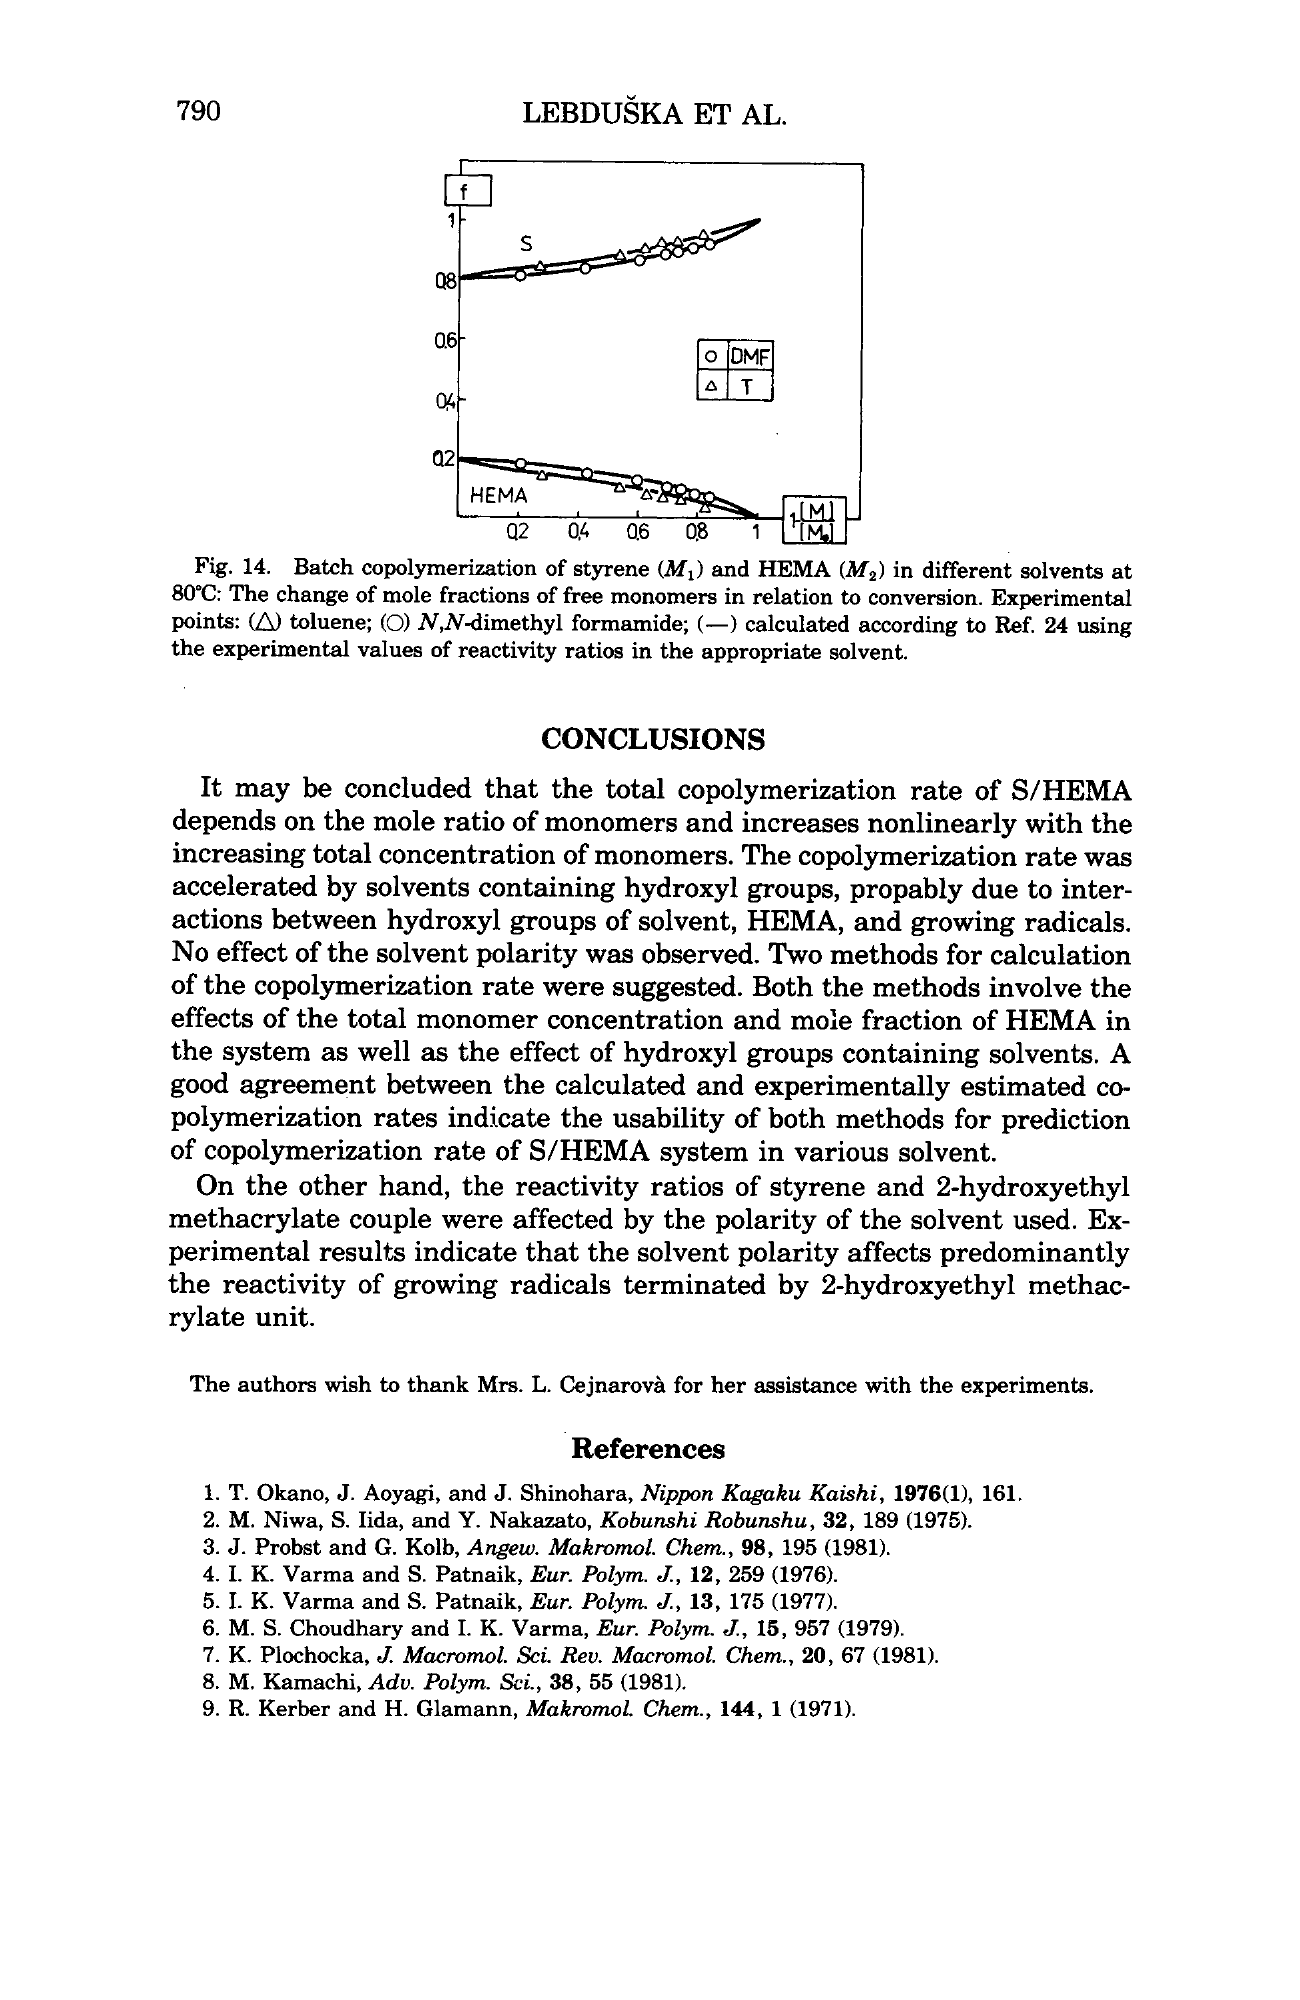 790
LEBDUŠKA ET AL.
f
1
S
0.8
0.6
O DMF
△ T
0.4
0.2
HEMA
0.2 0.4 0.6 0.8 1
1-[M]/[M₀]
Fig. 14. Batch copolymerization of styrene (M₁) and HEMA (M₂) in different solvents at
80°C: The change of mole fractions of free monomers in relation to conversion. Experimental
points: (△) toluene; (○) N,N-dimethyl formamide; (—) calculated according to Ref. 24 using
the experimental values of reactivity ratios in the appropriate solvent.
CONCLUSIONS
It may be concluded that the total copolymerization rate of S/HEMA
depends on the mole ratio of monomers and increases nonlinearly with the
increasing total concentration of monomers. The copolymerization rate was
accelerated by solvents containing hydroxyl groups, propably due to inter-
actions between hydroxyl groups of solvent, HEMA, and growing radicals.
No effect of the solvent polarity was observed. Two methods for calculation
of the copolymerization rate were suggested. Both the methods involve the
effects of the total monomer concentration and mole fraction of HEMA in
the system as well as the effect of hydroxyl groups containing solvents. A
good agreement between the calculated and experimentally estimated co-
polymerization rates indicate the usability of both methods for prediction
of copolymerization rate of S/HEMA system in various solvent.
On the other hand, the reactivity ratios of styrene and 2-hydroxyethyl
methacrylate couple were affected by the polarity of the solvent used. Ex-
perimental results indicate that the solvent polarity affects predominantly
the reactivity of growing radicals terminated by 2-hydroxyethyl methac-
rylate unit.
The authors wish to thank Mrs. L. Cejnarovà for her assistance with the experiments.
References
1. T. Okano, J. Aoyagi, and J. Shinohara, Nippon Kagaku Kaishi, 1976(1), 161.
2. M. Niwa, S. Iida, and Y. Nakazato, Kobunshi Robunshu, 32, 189 (1975).
3. J. Probst and G. Kolb, Angew. Makromol. Chem., 98, 195 (1981).
4. I. K. Varma and S. Patnaik, Eur. Polym. J., 12, 259 (1976).
5. I. K. Varma and S. Patnaik, Eur. Polym. J., 13, 175 (1977).
6. M. S. Choudhary and I. K. Varma, Eur. Polym. J., 15, 957 (1979).
7. K. Plochocka, J. Macromol. Sci. Rev. Macromol. Chem., 20, 67 (1981).
8. M. Kamachi, Adv. Polym. Sci., 38, 55 (1981).
9. R. Kerber and H. Glamann, Makromol. Chem., 144, 1 (1971).